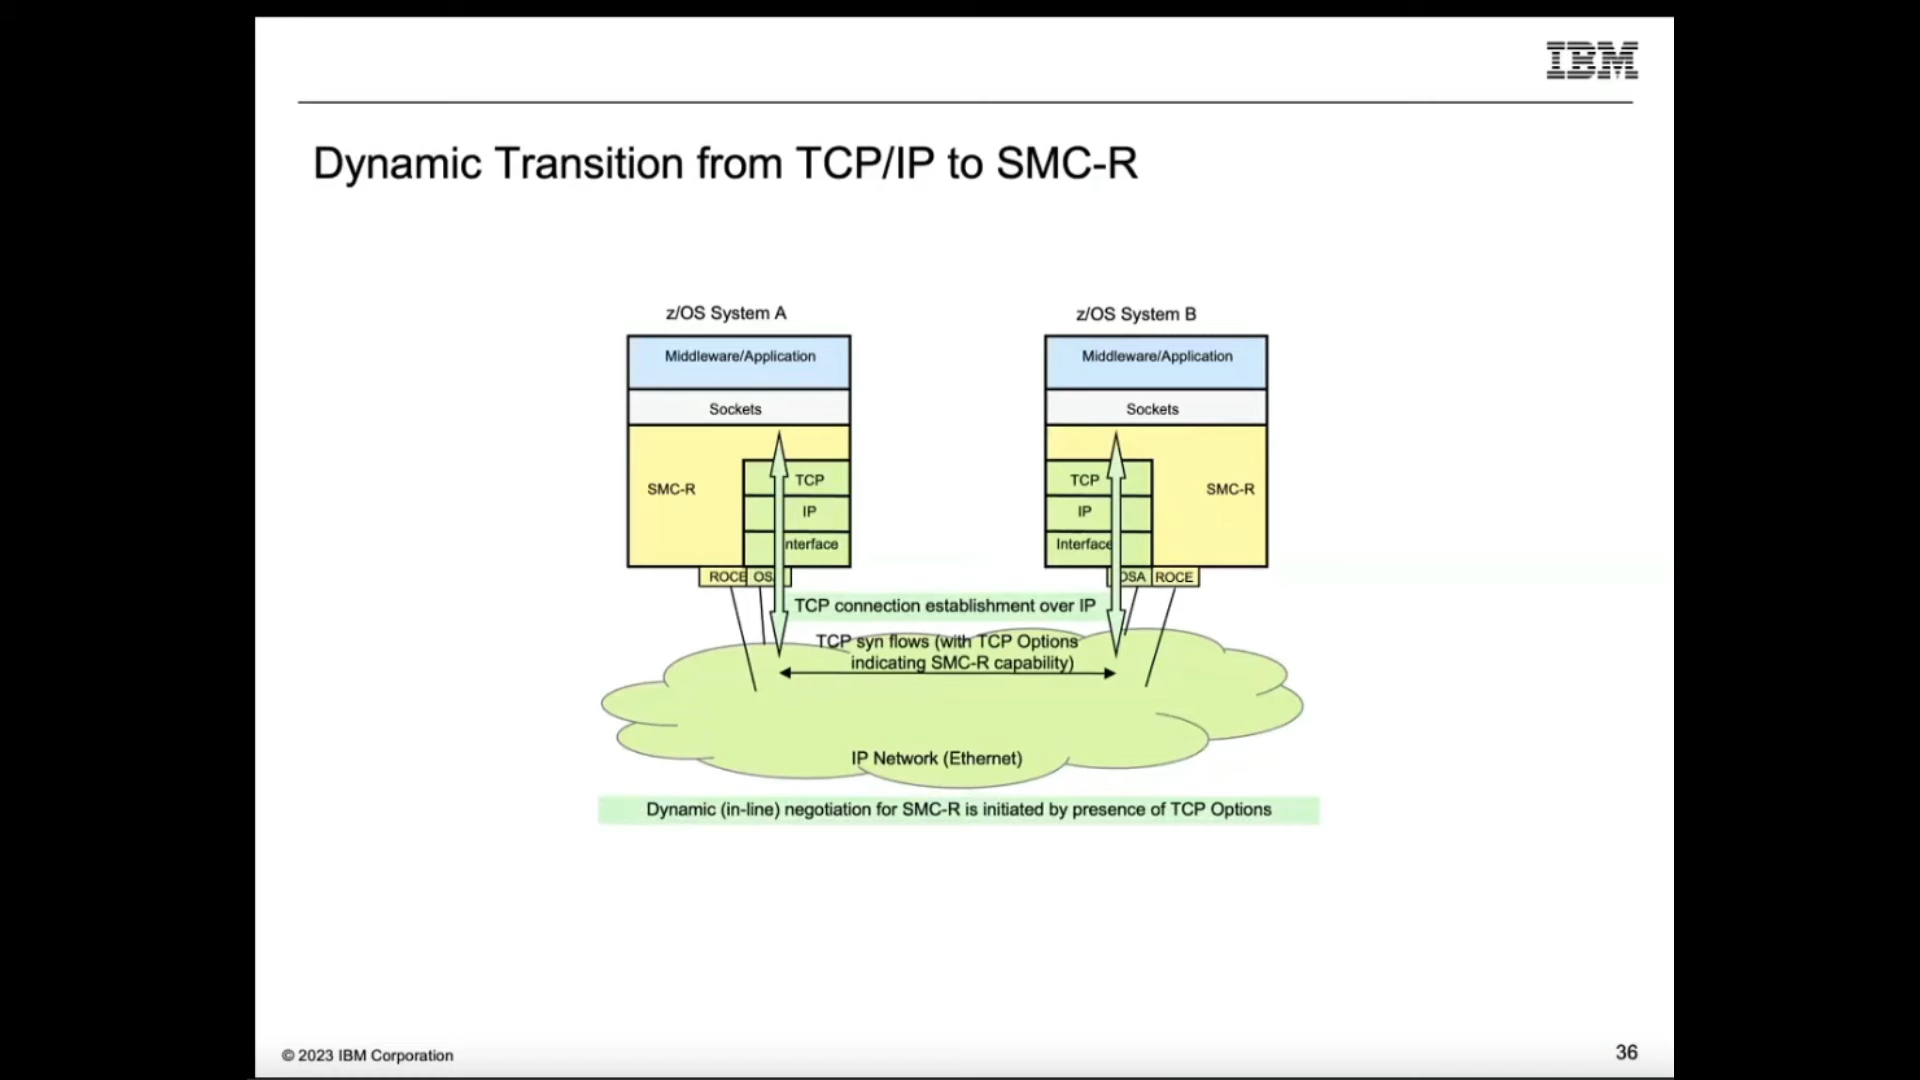 IBM
Dynamic Transition from TCP/IP to SMC-R
z/OS System A
Middleware/Application
Sockets
SMC-R
TCP
IP
nterface
ROCE
OSA
z/OS System B
Middleware/Application
Sockets
TCP
IP
Interface
SMC-R
OSA
ROCE
TCP connection establishment over IP
TCP syn flows (with TCP Options
indicating SMC-R capability)
IP Network (Ethernet)
Dynamic (in-line) negotiation for SMC-R is initiated by presence of TCP Options
© 2023 IBM Corporation
36